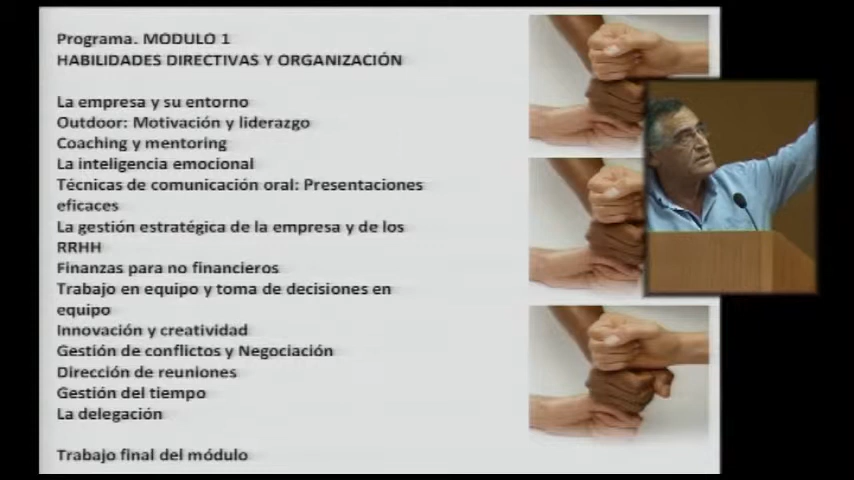 Programa. MODULO 1
HABILIDADES DIRECTIVAS Y ORGANIZACIÓN
La empresa y su entorno
Outdoor: Motivación y liderazgo
Coaching y mentoring
La inteligencia emocional
Técnicas de comunicación oral: Presentaciones
eficaces
La gestión estratégica de la empresa y de los
RRHH
Finanzas para no financieros
Trabajo en equipo y toma de decisiones en
equipo
Innovación y creatividad
Gestión de conflictos y Negociación
Dirección de reuniones
Gestión del tiempo
La delegación
Trabajo final del módulo